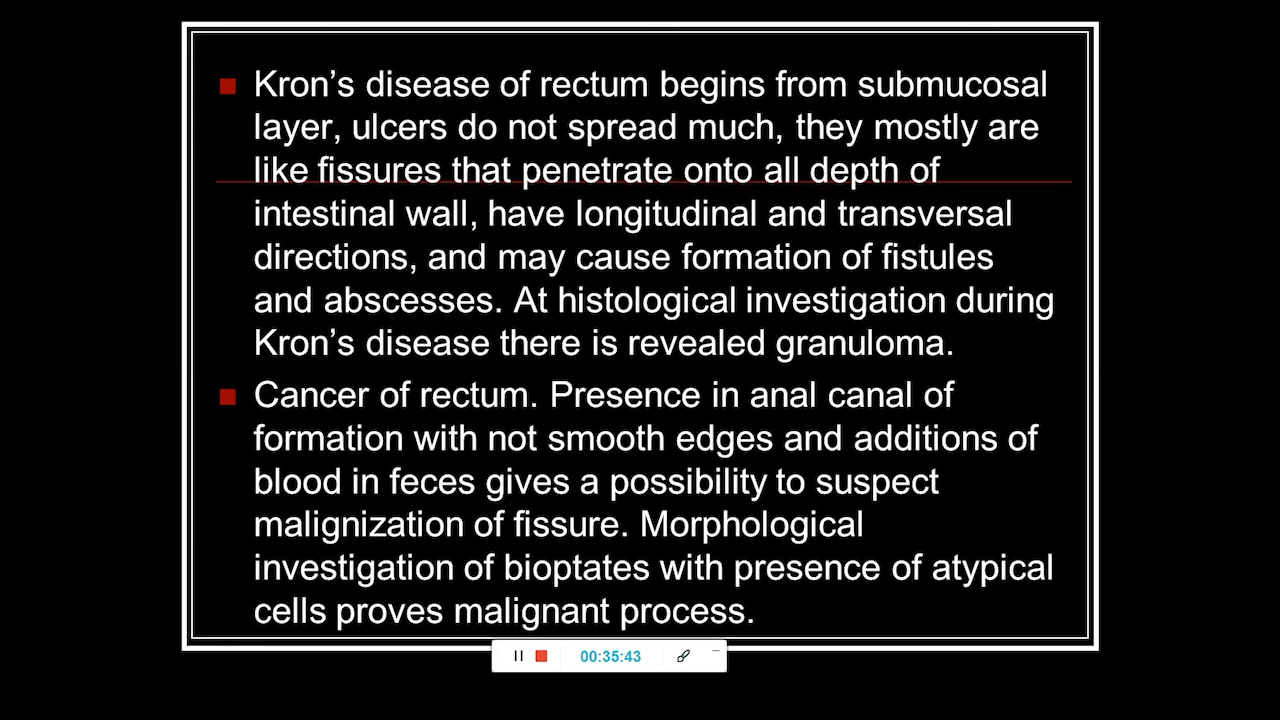 Kron’s disease of rectum begins from submucosal
layer, ulcers do not spread much, they mostly are
like fissures that penetrate onto all depth of
intestinal wall, have longitudinal and transversal
directions, and may cause formation of fistules
and abscesses. At histological investigation during
Kron’s disease there is revealed granuloma.
Cancer of rectum. Presence in anal canal of
formation with not smooth edges and additions of
blood in feces gives a possibility to suspect
malignization of fissure. Morphological
investigation of bioptates with presence of atypical
cells proves malignant process.
00:35:43